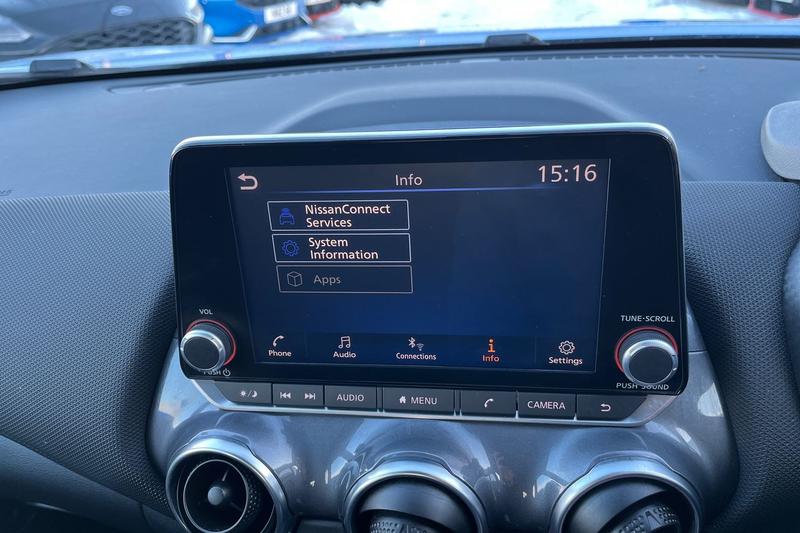 Info
15:16
NissanConnect
Services
System
Information
Apps
Phone
Audio
Connections
Info
Settings
VOL
PUSH
TUNE·SCROLL
PUSH SOUND
AUDIO
MENU
CAMERA